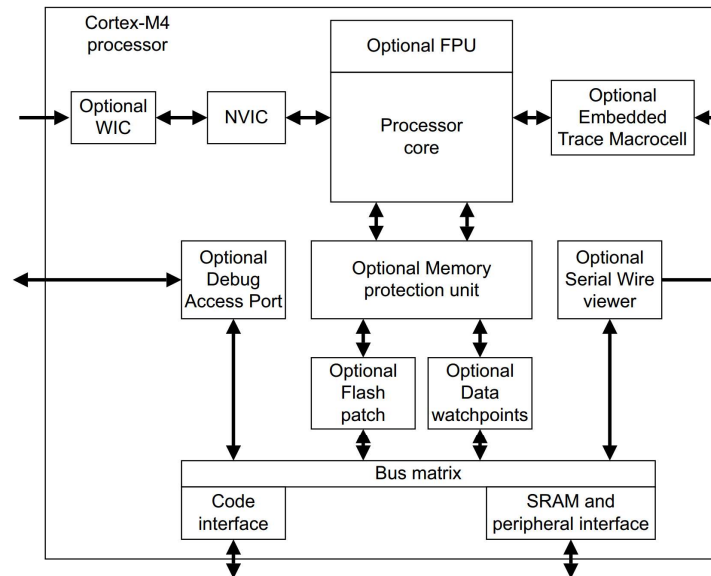 Cortex-M4
processor
Optional FPU
Optional
WIC
NVIC
Processor
core
Optional
Embedded
Trace Macrocell
Optional
Debug
Access Port
Optional Memory
protection unit
Optional
Serial Wire
viewer
Optional
Flash
patch
Optional
Data
watchpoints
Bus matrix
Code
interface
SRAM and
peripheral interface